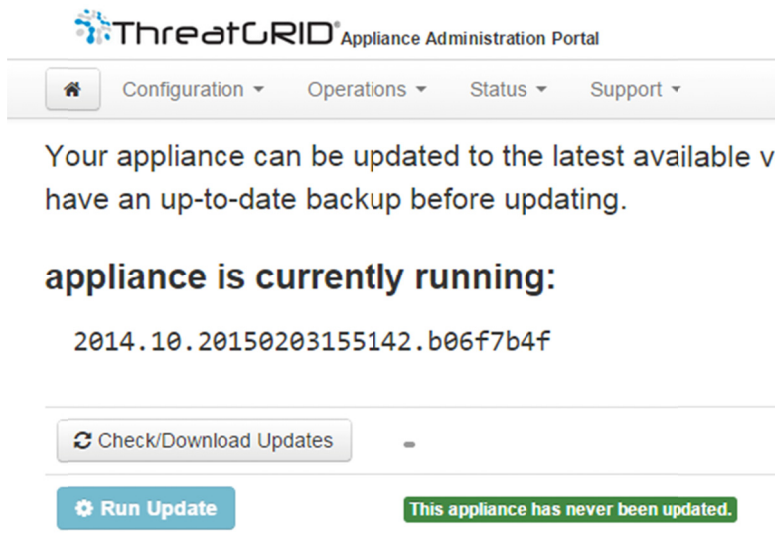 ThreatGRID® Appliance Administration Portal
Configuration Operations Status Support
Your appliance can be updated to the latest available v
have an up-to-date backup before updating.
appliance is currently running:
2014.10.20150203155142.b06f7b4f
Check/Download Updates -
Run Update This appliance has never been updated.